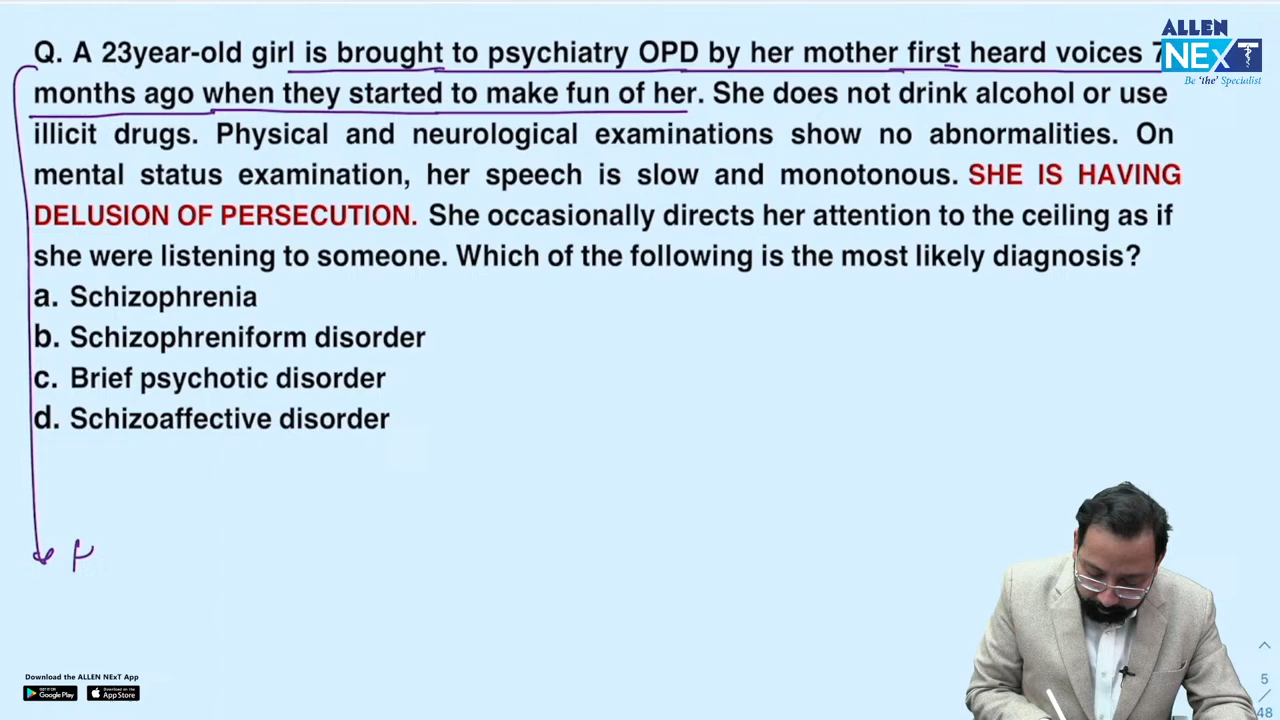 ALLEN
NEXT
Be 'the' Specialist
Q. A 23year-old girl is brought to psychiatry OPD by her mother first heard voices 7
months ago when they started to make fun of her. She does not drink alcohol or use
illicit drugs. Physical and neurological examinations show no abnormalities. On
mental status examination, her speech is slow and monotonous. SHE IS HAVING
DELUSION OF PERSECUTION. She occasionally directs her attention to the ceiling as if
she were listening to someone. Which of the following is the most likely diagnosis?
a. Schizophrenia
b. Schizophreniform disorder
c. Brief psychotic disorder
d. Schizoaffective disorder
Download the ALLEN NExT App
GET IT ON
Google Play
Download on the
App Store
5
/
48